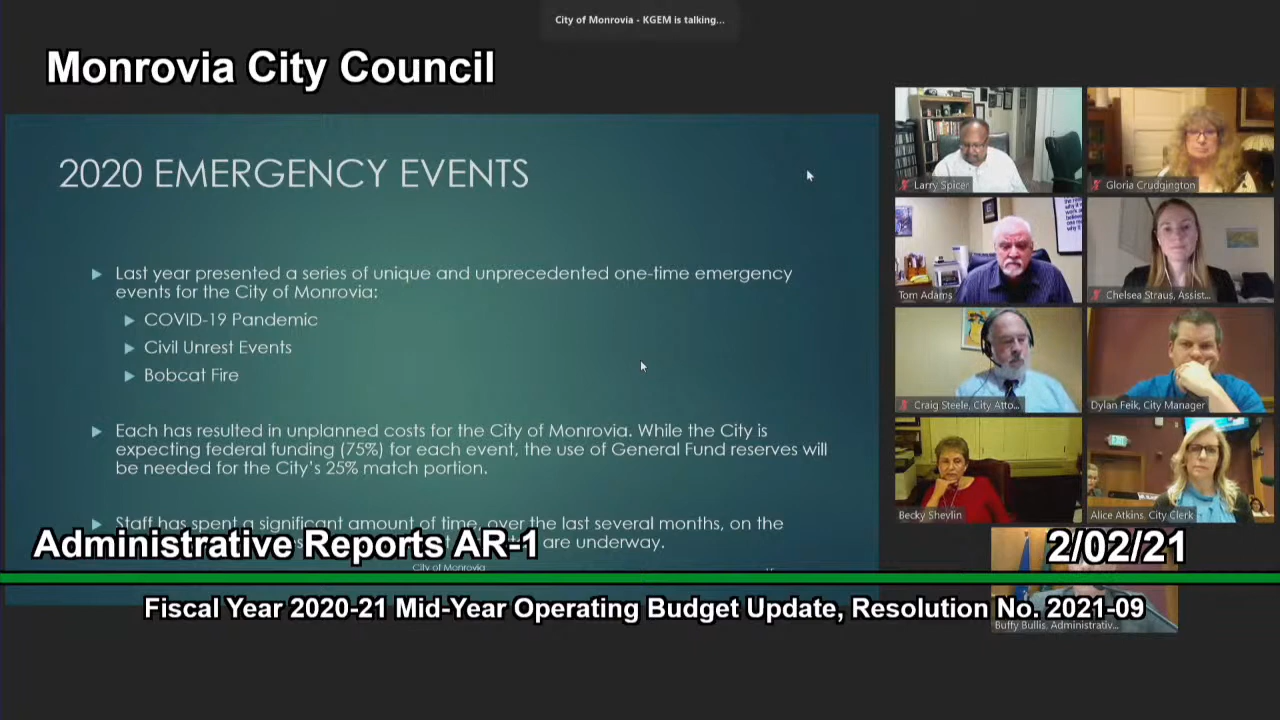 City of Monrovia - KGEM is talking...
Monrovia City Council
2020 EMERGENCY EVENTS
Last year presented a series of unique and unprecedented one-time emergency
events for the City of Monrovia:
COVID-19 Pandemic
Civil Unrest Events
Bobcat Fire
Each has resulted in unplanned costs for the City of Monrovia. While the City is
expecting federal funding (75%) for each event, the use of General Fund reserves will
be needed for the City's 25% match portion.
Staff has spent a significant amount of time, over the last several months, on the
are underway.
City of Monrovia
Larry Spicer
Gloria Crudgington
Tom Adams
Chelsea Straus, Assist...
Craig Steele, City Atto...
Dylan Feik, City Manager
Becky Shevlin
Alice Atkins, City Clerk
Administrative Reports AR-1
2/02/21
Fiscal Year 2020-21 Mid-Year Operating Budget Update, Resolution No. 2021-09
Buffy Bullis, Administrativ...